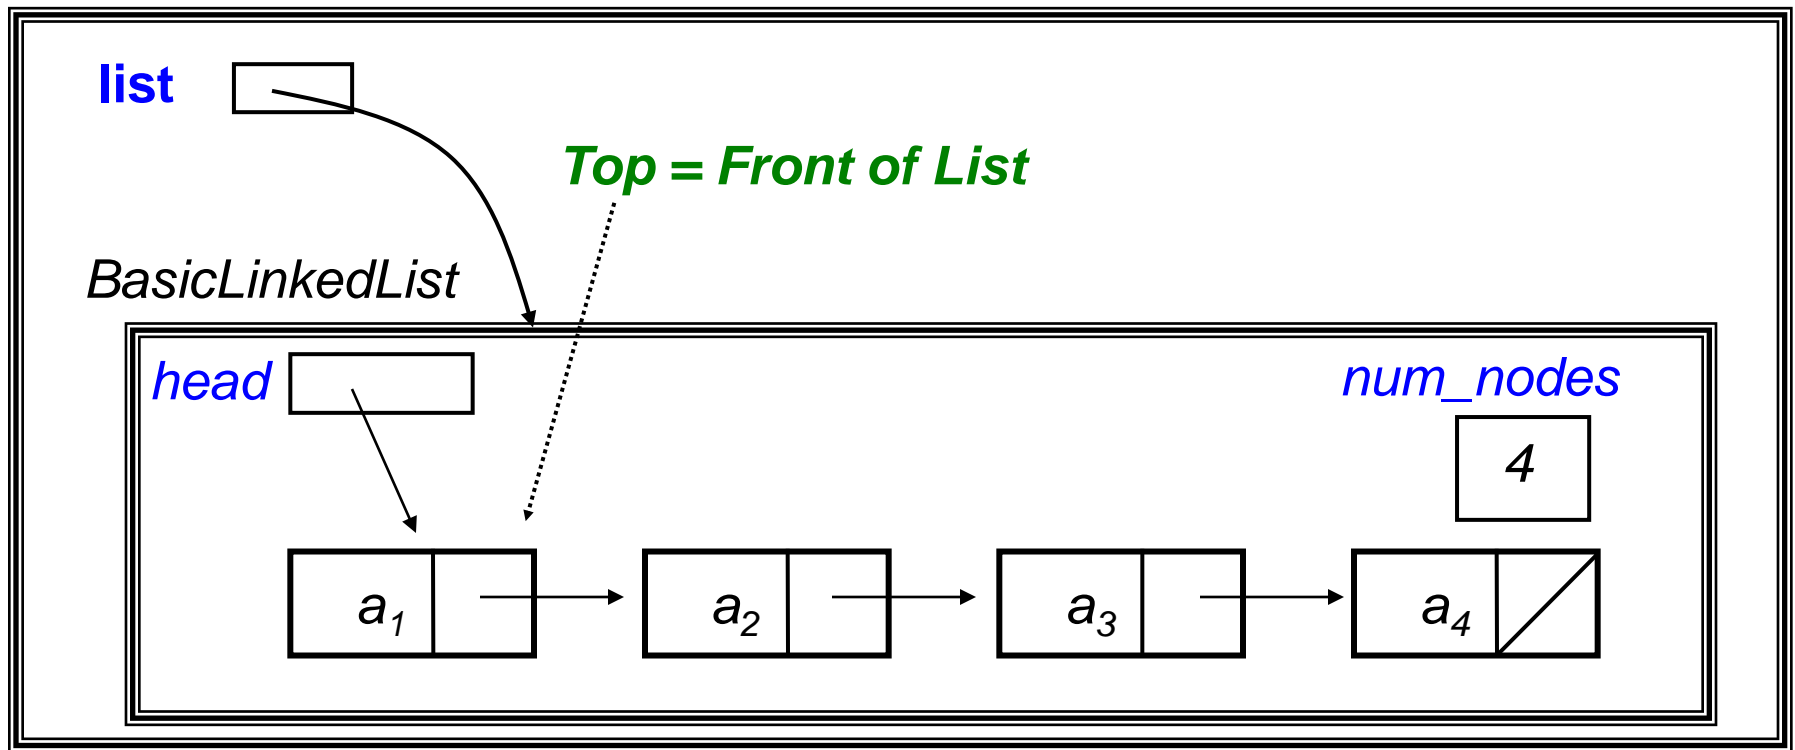 list
Top = Front of List
BasicLinkedList
head
num_nodes
4
a1
a2
a3
a4